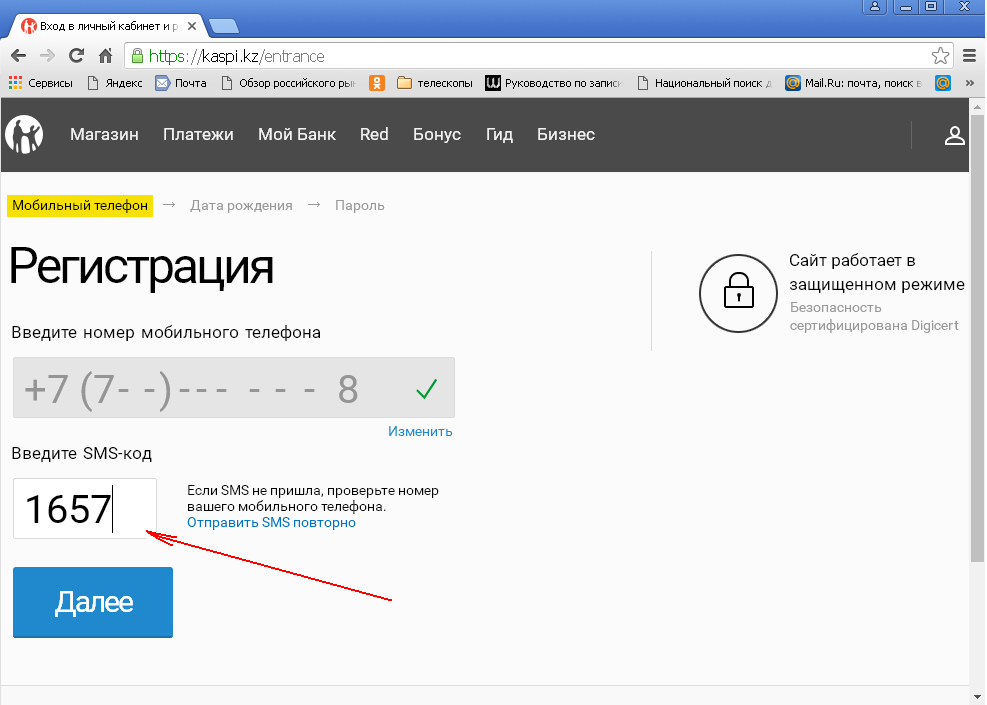 Вход в личный кабинет и р
https://kaspi.kz/entrance
Сервисы Яндекс Почта Обзор российского рын телескопы Руководство по записи Национальный поиск д Mail.Ru: почта, поиск в »
Магазин Платежи Мой Банк Red Бонус Гид Бизнес
Мобильный телефон → Дата рождения → Пароль
Регистрация
Сайт работает в
защищенном режиме
Безопасность
сертифицирована Digicert
Введите номер мобильного телефона
+7 (7- -)--- - - - 8
Изменить
Введите SMS-код
1657
Если SMS не пришла, проверьте номер
вашего мобильного телефона.
Отправить SMS повторно
Далее